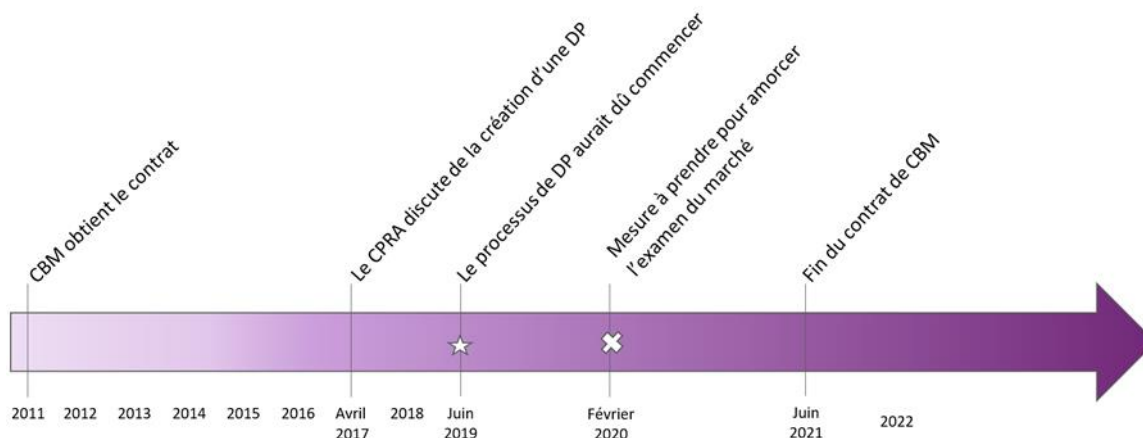 CBM obtient le contrat
Le CPRA discute de la création d’une DP
Le processus de DP aurait dû commencer
Mesure à prendre pour amorcer
l’examen du marché
Fin du contrat de CBM
2011
2012
2013
2014
2015
2016
Avril
2017
2018
Juin
2019
Février
2020
Juin
2021
2022